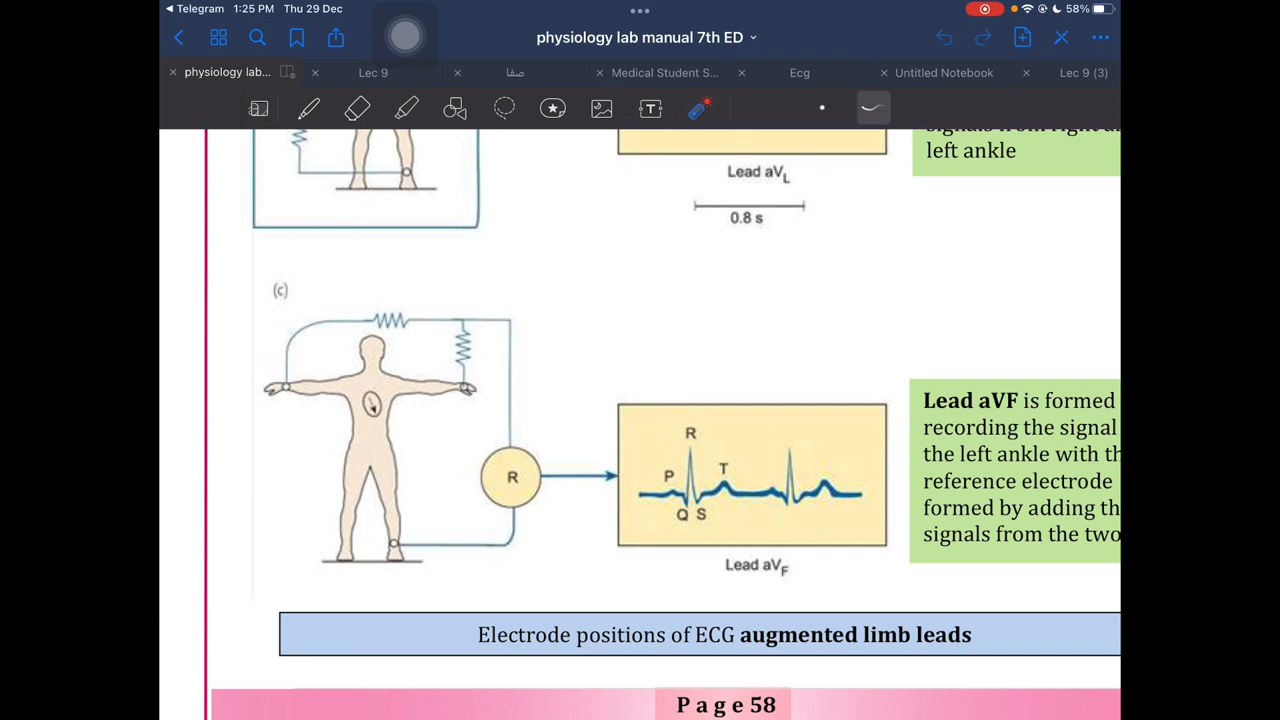 Telegram 1:25 PM Thu 29 Dec 58%
physiology lab manual 7th ED
physiology lab... Lec 9 صفا Medical Student S... Ecg Untitled Notebook Lec 9 (3)
left ankle
Lead aVL
0.8 s
(c)
R
R
P
T
Q S
Lead aVF
Lead aVF is formed
recording the signal
the left ankle with th
reference electrode
formed by adding th
signals from the two
Electrode positions of ECG augmented limb leads
P a g e 58